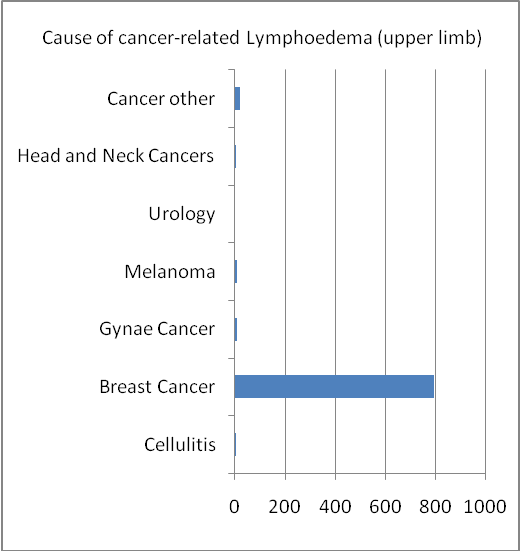 Cause of cancer-related Lymphoedema (upper limb)
Cancer other
Head and Neck Cancers
Urology
Melanoma
Gynae Cancer
Breast Cancer
Cellulitis
0 200 400 600 800 1000